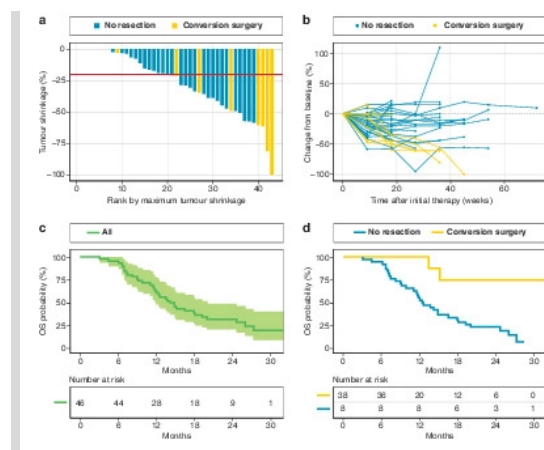 a
No resection Conversion surgery
0
−25
−50
−75
−100
Tumour shrinkage (%)
0 10 20 30 40
Rank by maximum tumour shrinkage
b
No resection Conversion surgery
100
50
0
−50
−100
Change from baseline (%)
0 20 40 60
Time after initial therapy (weeks)
c
All
100
75
50
25
0
OS probability (%)
0 6 12 18 24 30
Months
Number at risk
46 44 28 18 9 1
0 6 12 18 24 30
Months
d
No resection Conversion surgery
100
75
50
25
0
OS probability (%)
0 6 12 18 24 30
Months
Number at risk
38 36 20 12 6 0
8 8 8 6 3 1
0 6 12 18 24 30
Months